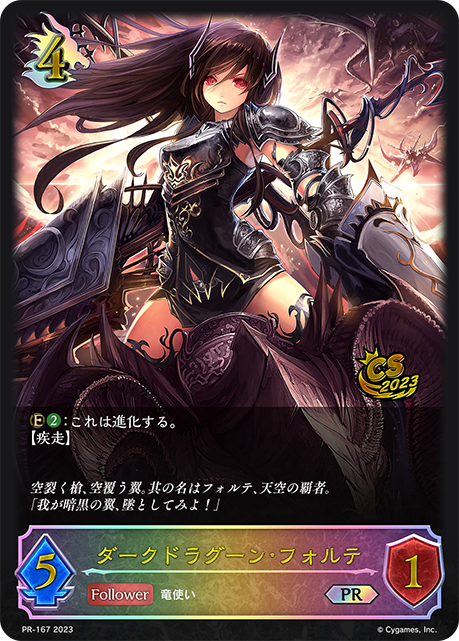 4
CS
2023
E 2：これは進化する。
【疾走】
空裂く槍、空覆う翼。其の名はフォルテ、天空の覇者。
「我が暗黒の翼、墜としてみよ！」
ダークドラグーン・フォルテ
5
Follower 竜使い
PR
1
PR-167 2023
© Cygames, Inc.